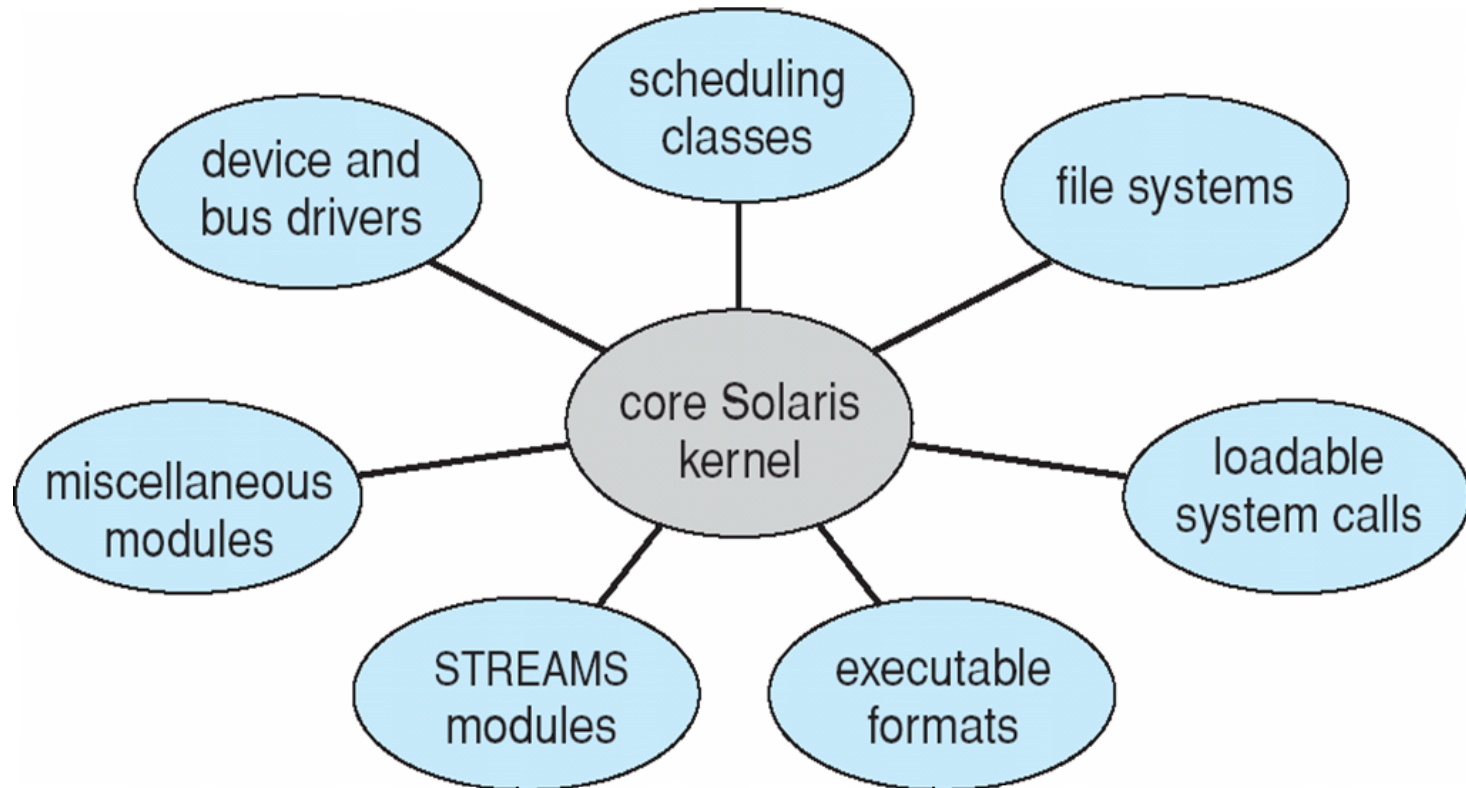 scheduling
classes
device and
bus drivers
file systems
core Solaris
kernel
miscellaneous
modules
loadable
system calls
STREAMS
modules
executable
formats